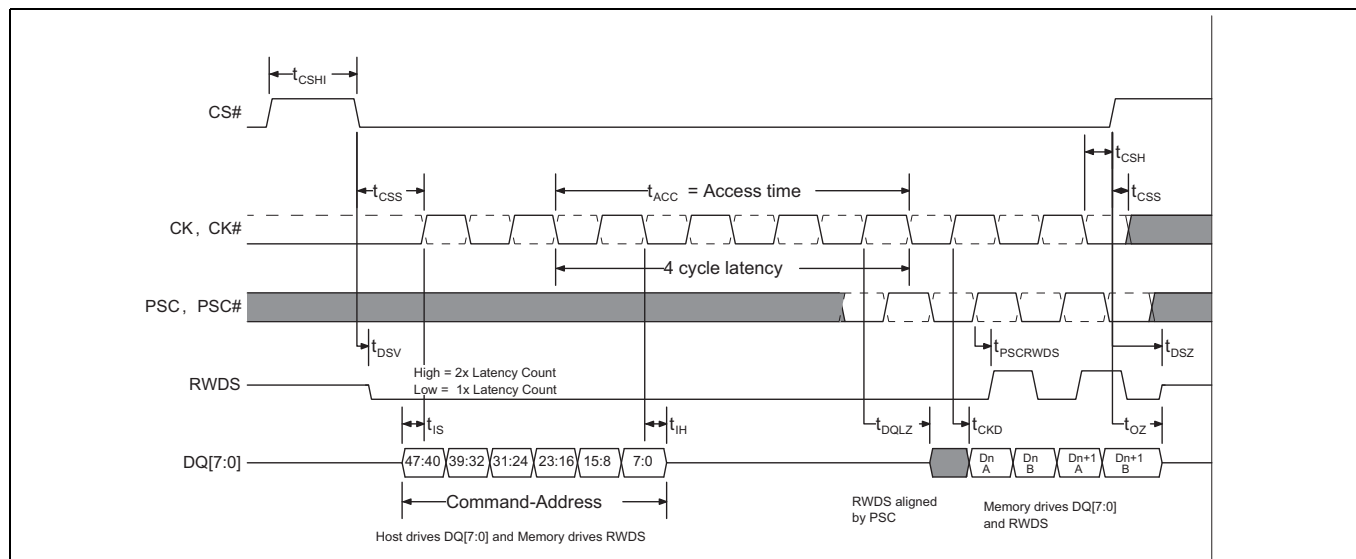 tCSHI
CS#
tCSH
tCSS
tACC = Access time
tCSS
CK, CK#
4 cycle latency
PSC, PSC#
tDSV
tPSCRWDS
tDSZ
High = 2x Latency Count
RWDS
Low = 1x Latency Count
tIS
tIH
tDQLZ
tCKD
tOZ
DQ[7:0]
47:40 39:32 31:24 23:16 15:8 7:0
Dn A
Dn B
Dn+1 A
Dn+1 B
Command-Address
RWDS aligned
by PSC
Memory drives DQ[7:0]
and RWDS
Host drives DQ[7:0] and Memory drives RWDS